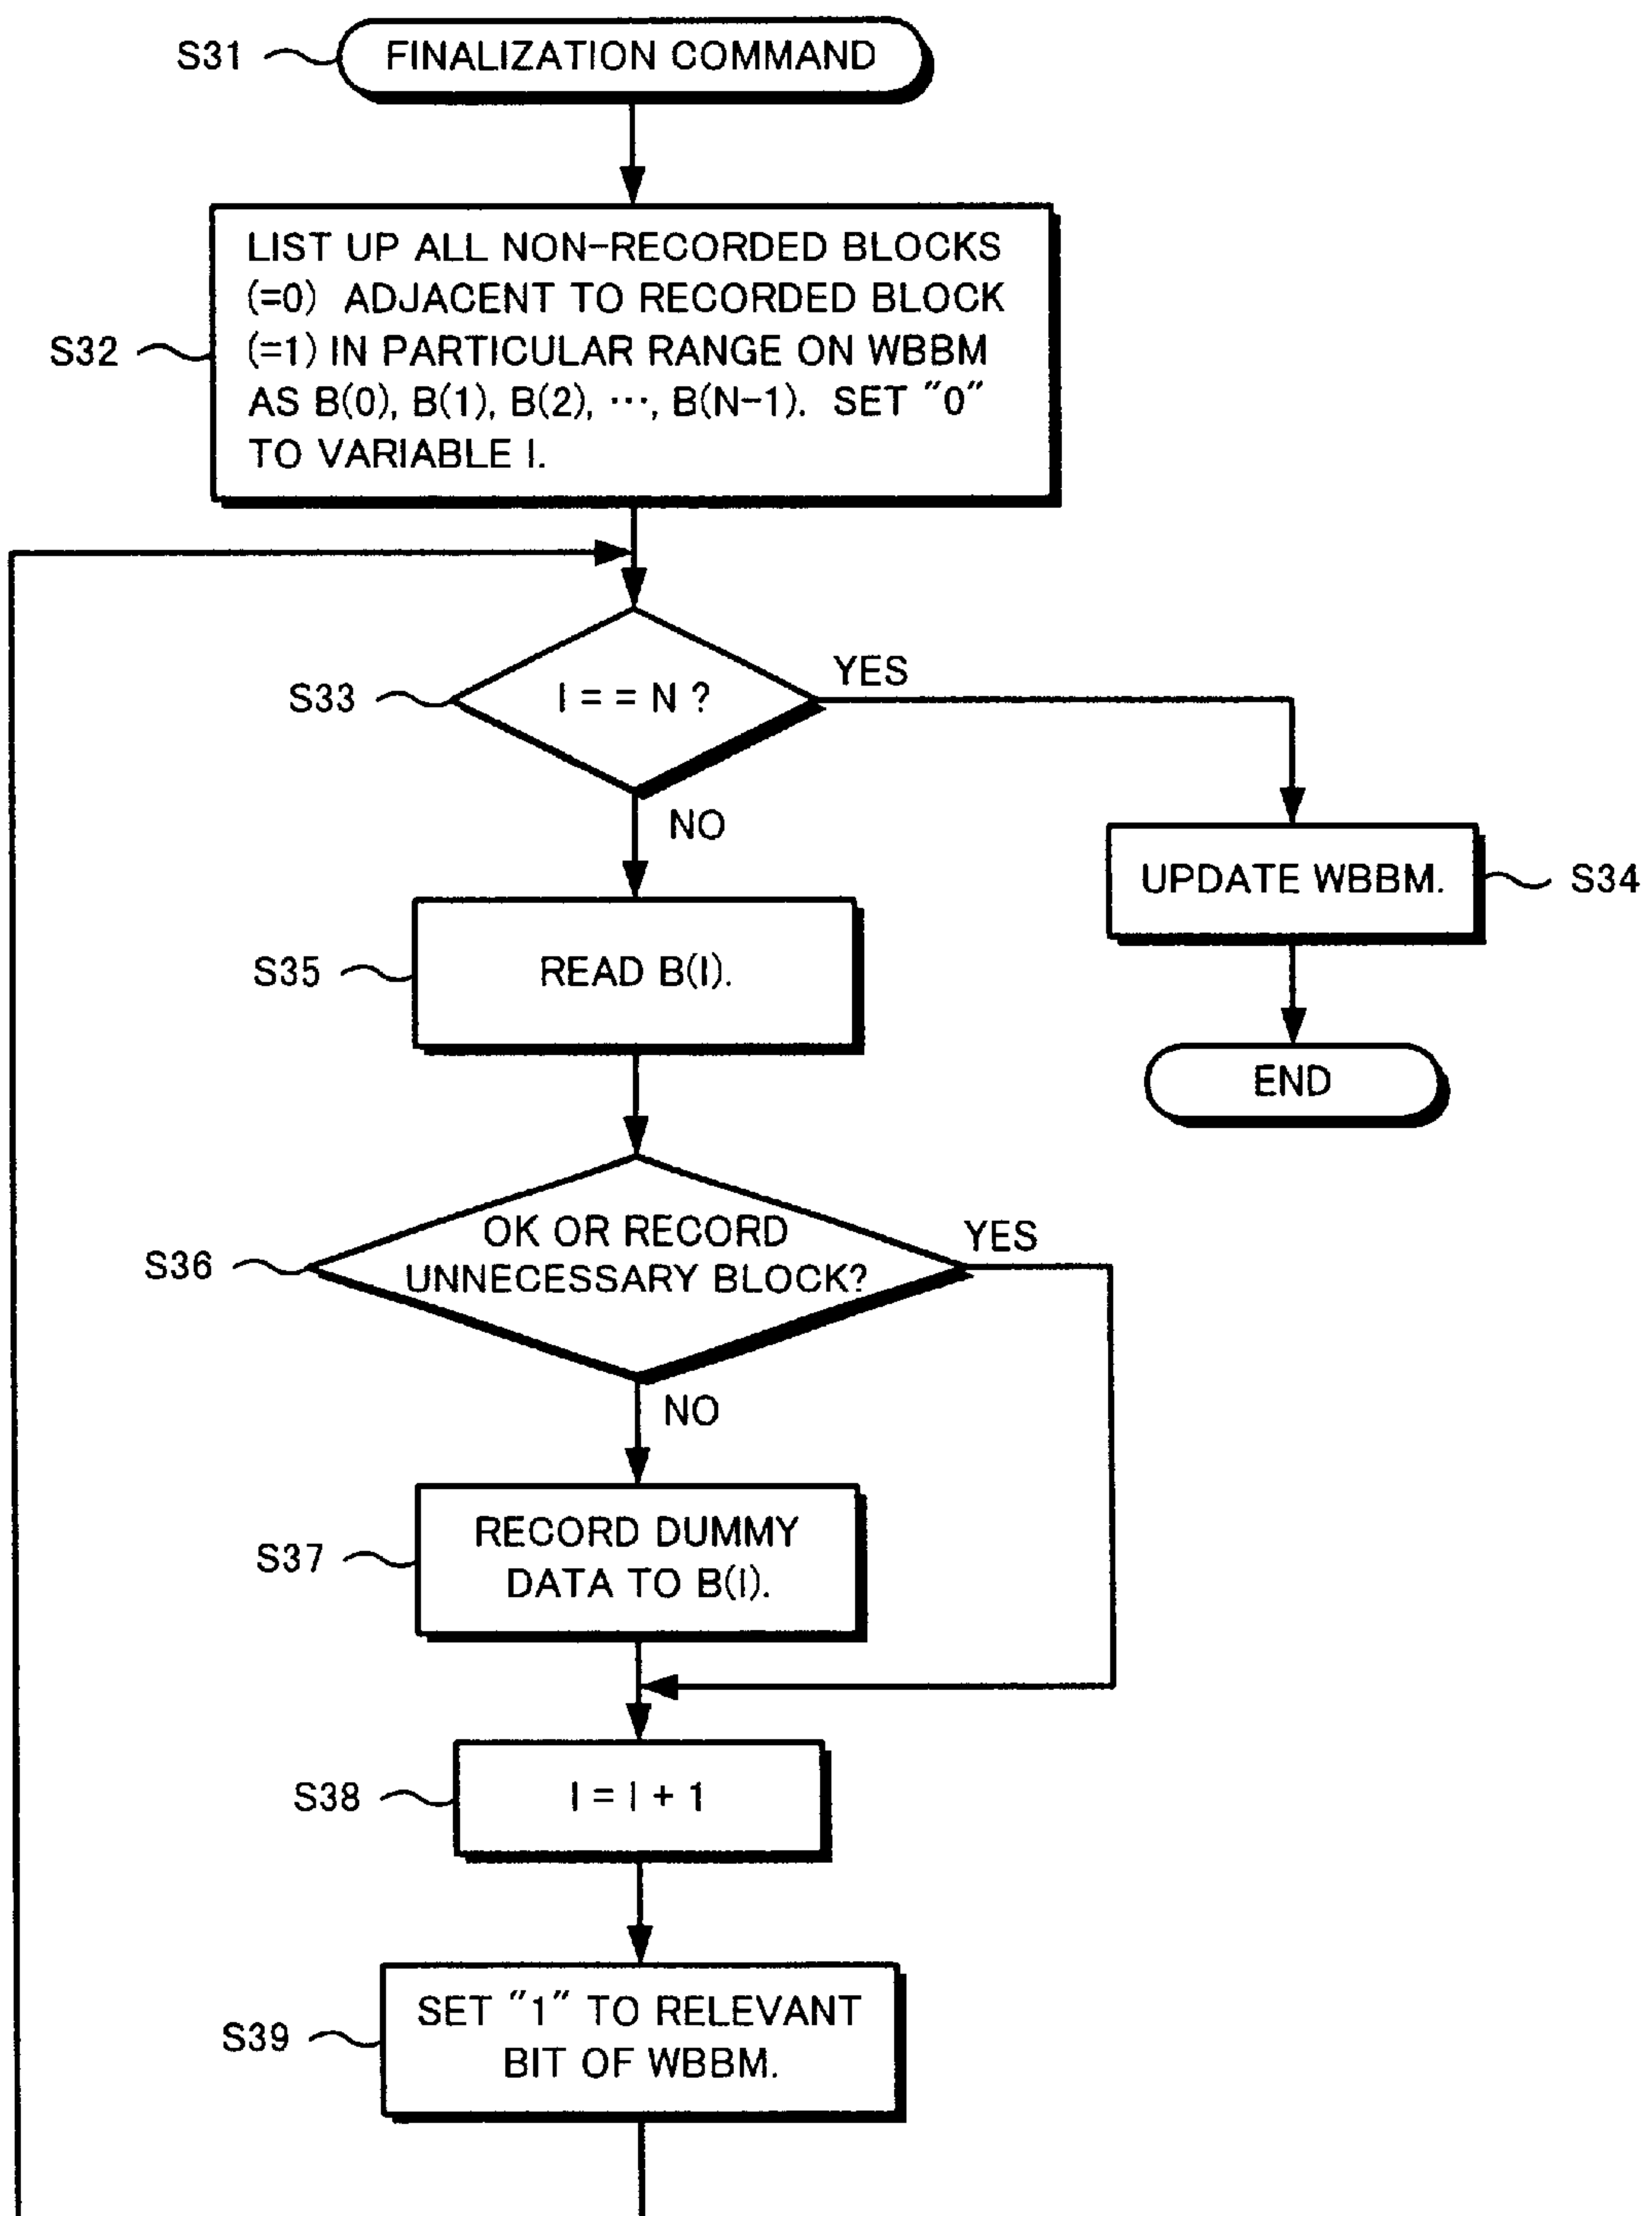 S31
FINALIZATION COMMAND
LIST UP ALL NON-RECORDED BLOCKS
(=0) ADJACENT TO RECORDED BLOCK
(=1) IN PARTICULAR RANGE ON WBBM
AS B(0), B(1), B(2), ···, B(N-1). SET "0"
TO VARIABLE I.
S32
S33
I = = N ?
YES
NO
UPDATE WBBM.
S34
S35
READ B(I).
END
S36
OK OR RECORD
UNNECESSARY BLOCK?
YES
NO
S37
RECORD DUMMY
DATA TO B(I).
S38
I = I + 1
S39
SET "1" TO RELEVANT
BIT OF WBBM.